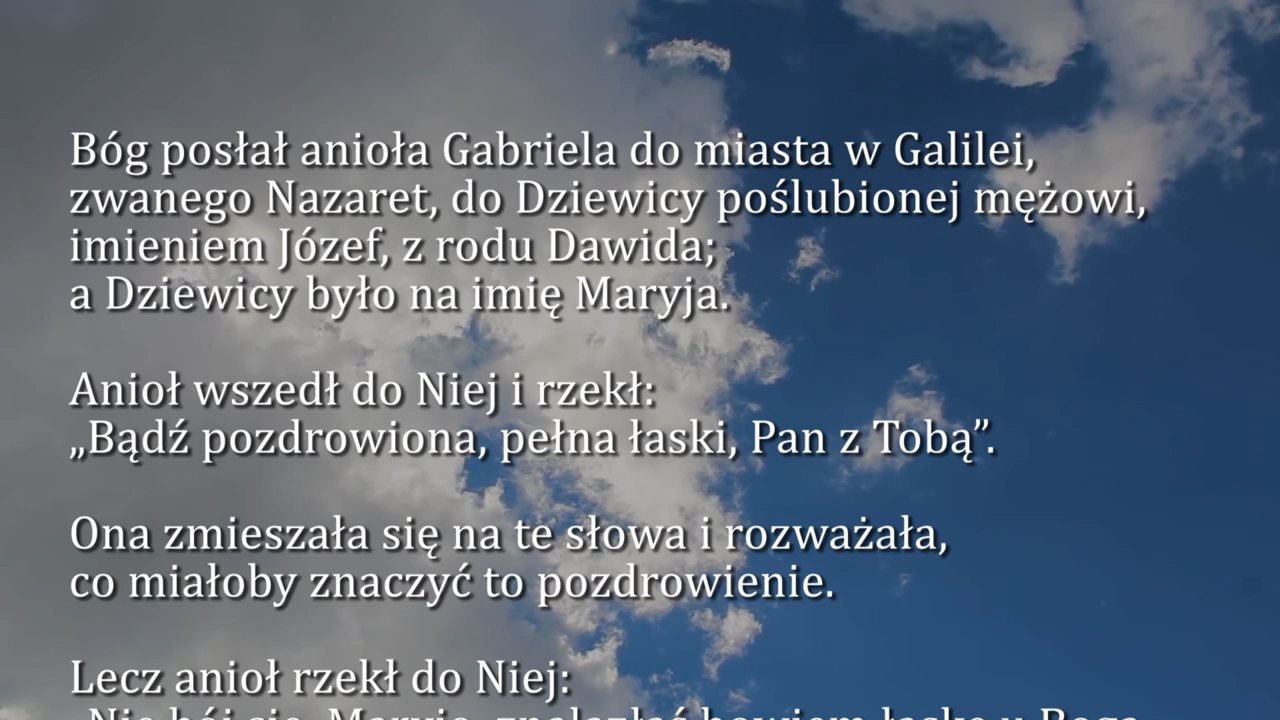 Bóg posłał anioła Gabriela do miasta w Galilei,
zwanego Nazaret, do Dziewicy poślubionej mężowi,
imieniem Józef, z rodu Dawida;
a Dziewicy było na imię Maryja.
Anioł wszedł do Niej i rzekł:
„Bądź pozdrowiona, pełna łaski, Pan z Tobą”.
Ona zmieszała się na te słowa i rozważała,
co miałoby znaczyć to pozdrowienie.
Lecz anioł rzekł do Niej: